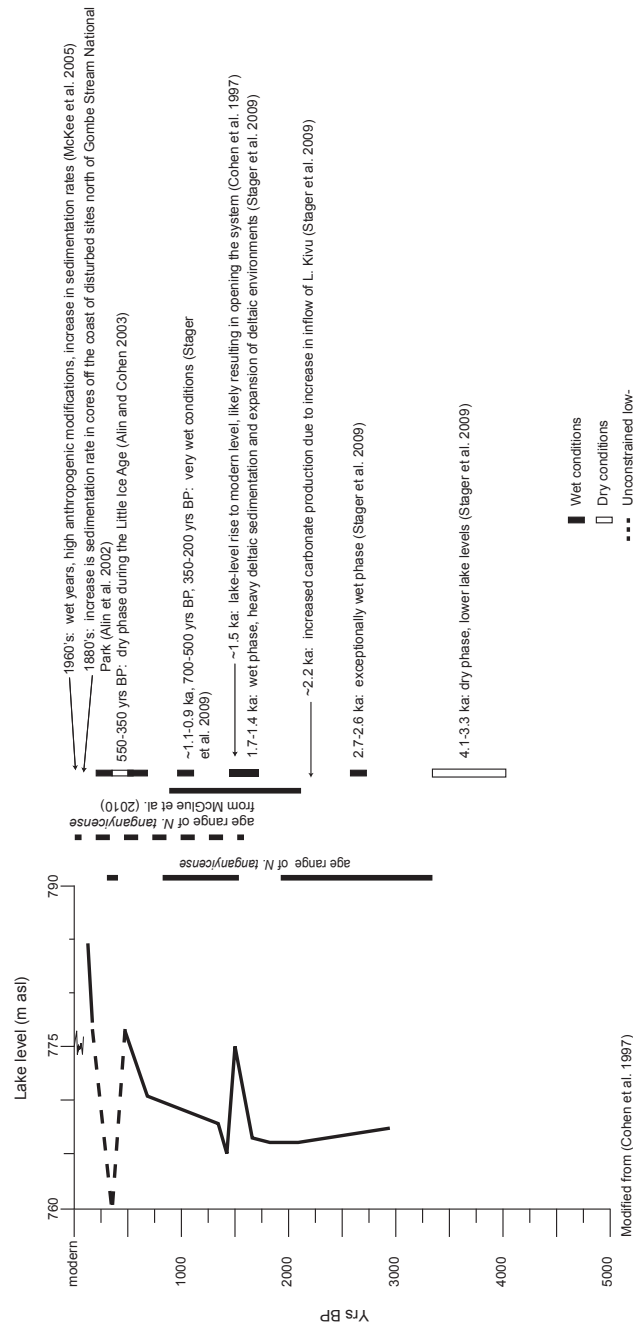 Lake level (m asl)
760
775
790
Yrs BP
modern
1000
2000
3000
4000
5000
age range of N. tanganyicense
age range of N. tanganyicense
from McGlue et al. (2010)
1960's: wet years, high anthropogenic modifications, increase in sedimentation rates (McKee et al. 2005)
1880's: increase is sedimentation rate in cores off the coast of disturbed sites north of Gombe Stream National
Park (Alin et al. 2002)
550-350 yrs BP: dry phase during the Little Ice Age (Alin and Cohen 2003)
~1.1-0.9 ka, 700-500 yrs BP, 350-200 yrs BP: very wet conditions (Stager
et al. 2009)
~1.5 ka: lake-level rise to modern level, likely resulting in opening the system (Cohen et al. 1997)
1.7-1.4 ka: wet phase, heavy deltaic sedimentation and expansion of deltaic environments (Stager et al. 2009)
~2.2 ka: increased carbonate production due to increase in inflow of L. Kivu (Stager et al. 2009)
2.7-2.6 ka: exceptionally wet phase (Stager et al. 2009)
4.1-3.3 ka: dry phase, lower lake levels (Stager et al. 2009)
Wet conditions
Dry conditions
Unconstrained low-
Modified from (Cohen et al. 1997)